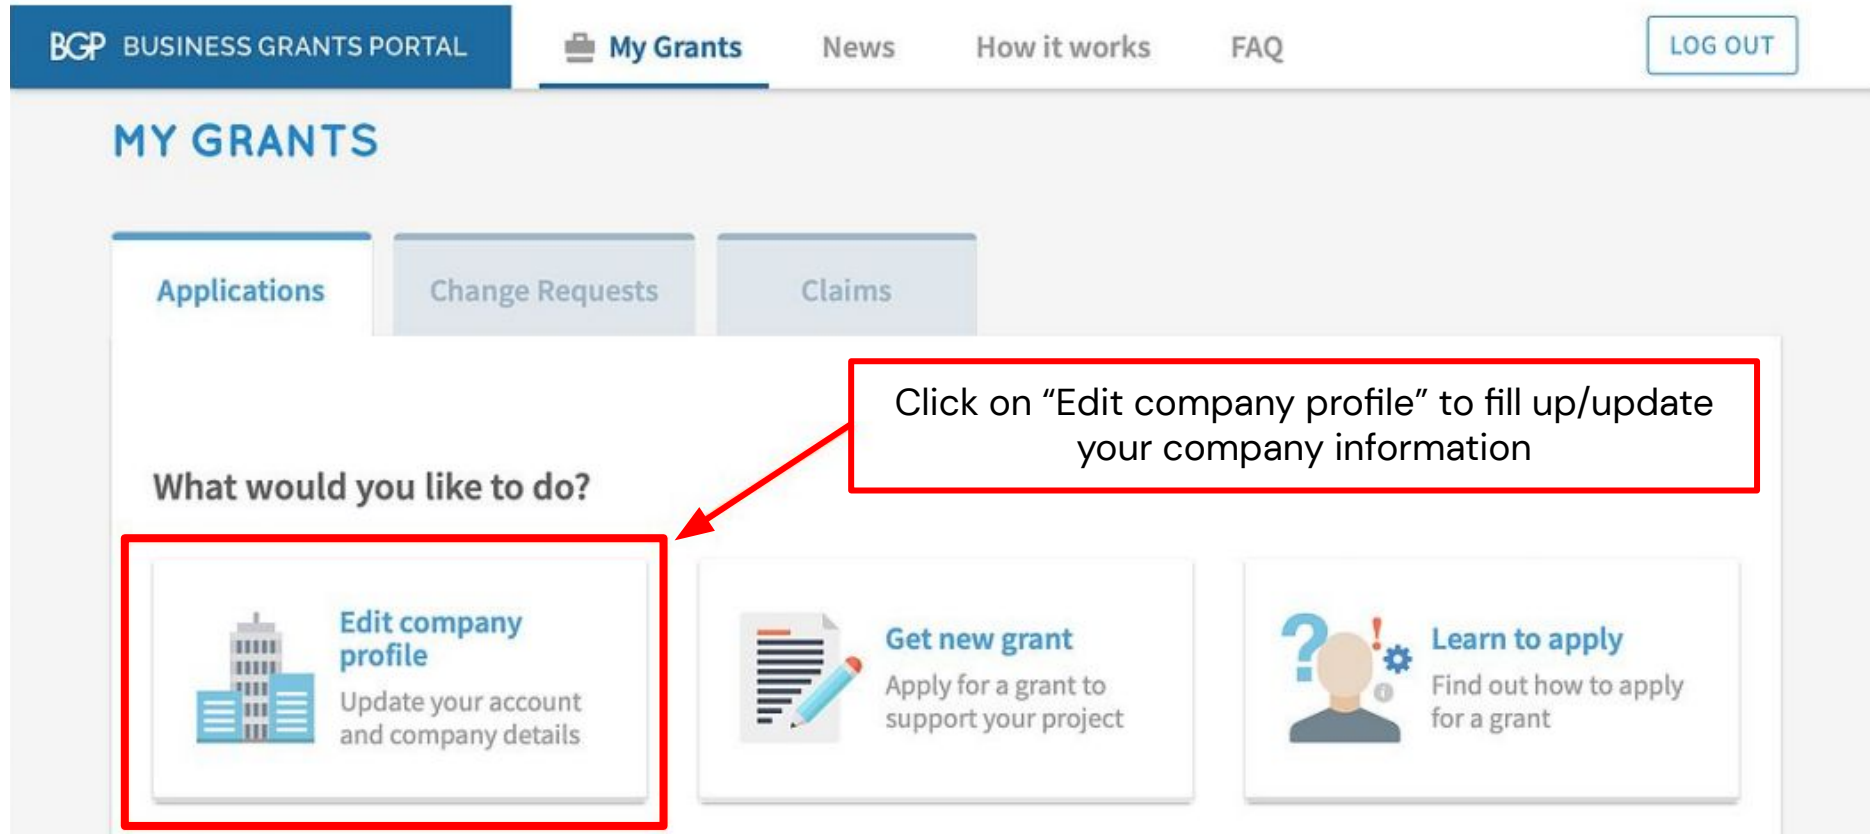 BGP BUSINESS GRANTS PORTAL My Grants News How it works FAQ LOG OUT
MY GRANTS
Applications Change Requests Claims
Click on “Edit company profile” to fill up/update
your company information
What would you like to do?
Edit company
profile
Update your account
and company details
Get new grant
Apply for a grant to
support your project
Learn to apply
Find out how to apply
for a grant